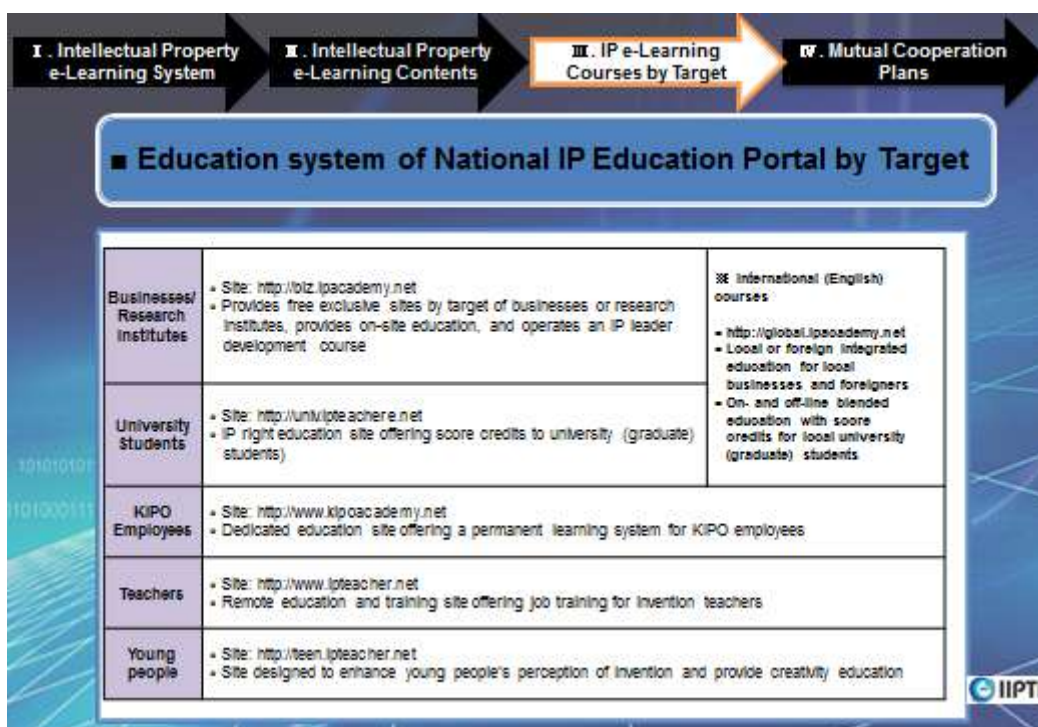 Ⅰ. Intellectual Property
e-Learning System
Ⅱ. Intellectual Property
e-Learning Contents
Ⅲ. IP e-Learning
Courses by Target
Ⅳ. Mutual Cooperation
Plans
■ Education system of National IP Education Portal by Target
Businesses/
Research
Institutes
▪ Site: http://biz.ipacademy.net
▪ Provides free exclusive sites by target of businesses or research
institutes, provides on-site education, and operates an IP leader
development course
※ International (English)
courses
- http://global.ipacademy.net
- Local or foreign integrated
education for local
businesses and foreigners
- On- and off-line blended
education with score
credits for local university
(graduate) students
University
Students
▪ Site: http://univ.ipteachere.net
▪ IP right education site offering score credits to university (graduate)
students)
KIPO
Employees
▪ Site: http://www.kipoacademy.net
▪ Dedicated education site offering a permanent learning system for KIPO employees
Teachers
▪ Site: http://www.ipteacher.net
▪ Remote education and training site offering job training for invention teachers
Young
people
▪ Site: http://teen.ipteacher.net
▪ Site designed to enhance young people's perception of invention and provide creativity education
101010101
0101000111
IIPTI